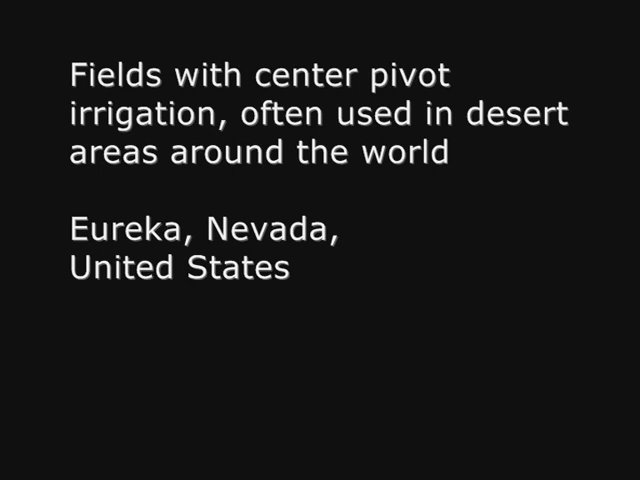 Fields with center pivot
irrigation, often used in desert
areas around the world
Eureka, Nevada,
United States